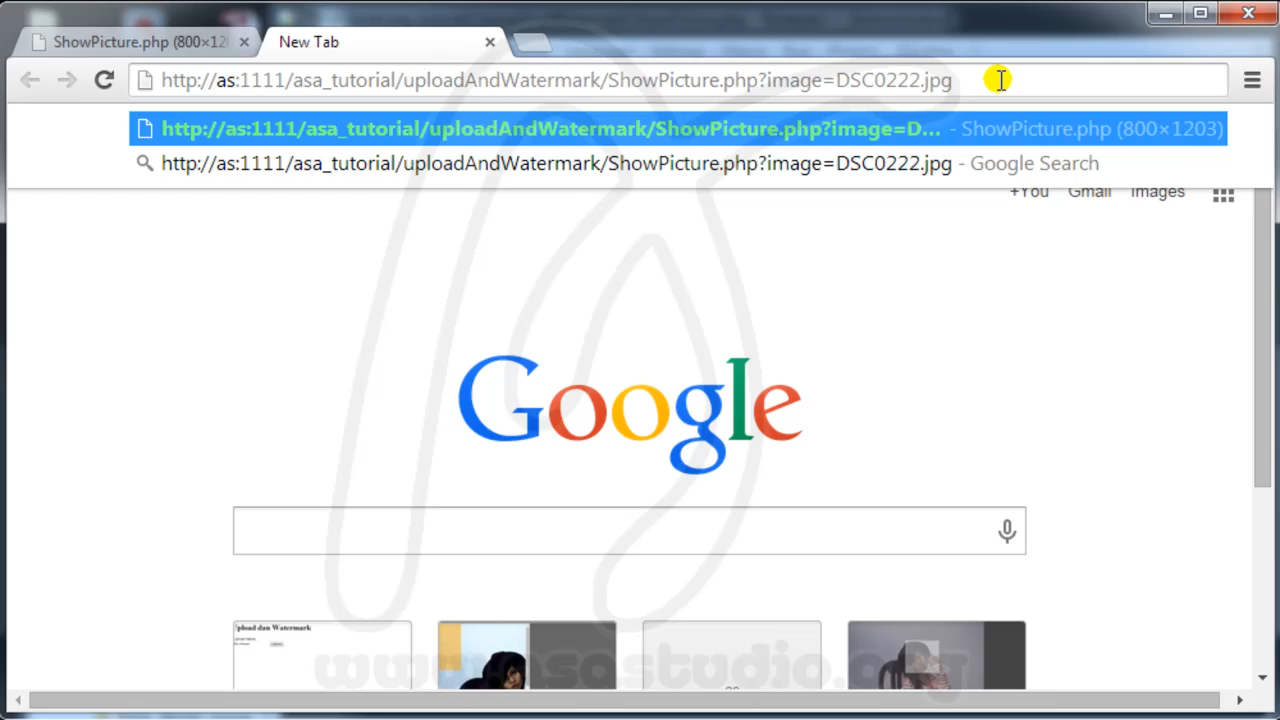 ShowPicture.php (800×12
New Tab
http://as:1111/asa_tutorial/uploadAndWatermark/ShowPicture.php?image=DSC0222.jpg
http://as:1111/asa_tutorial/uploadAndWatermark/ShowPicture.php?image=D... - ShowPicture.php (800×1203)
http://as:1111/asa_tutorial/uploadAndWatermark/ShowPicture.php?image=DSC0222.jpg - Google Search
+You Gmail Images
Google
Upload dan Watermark